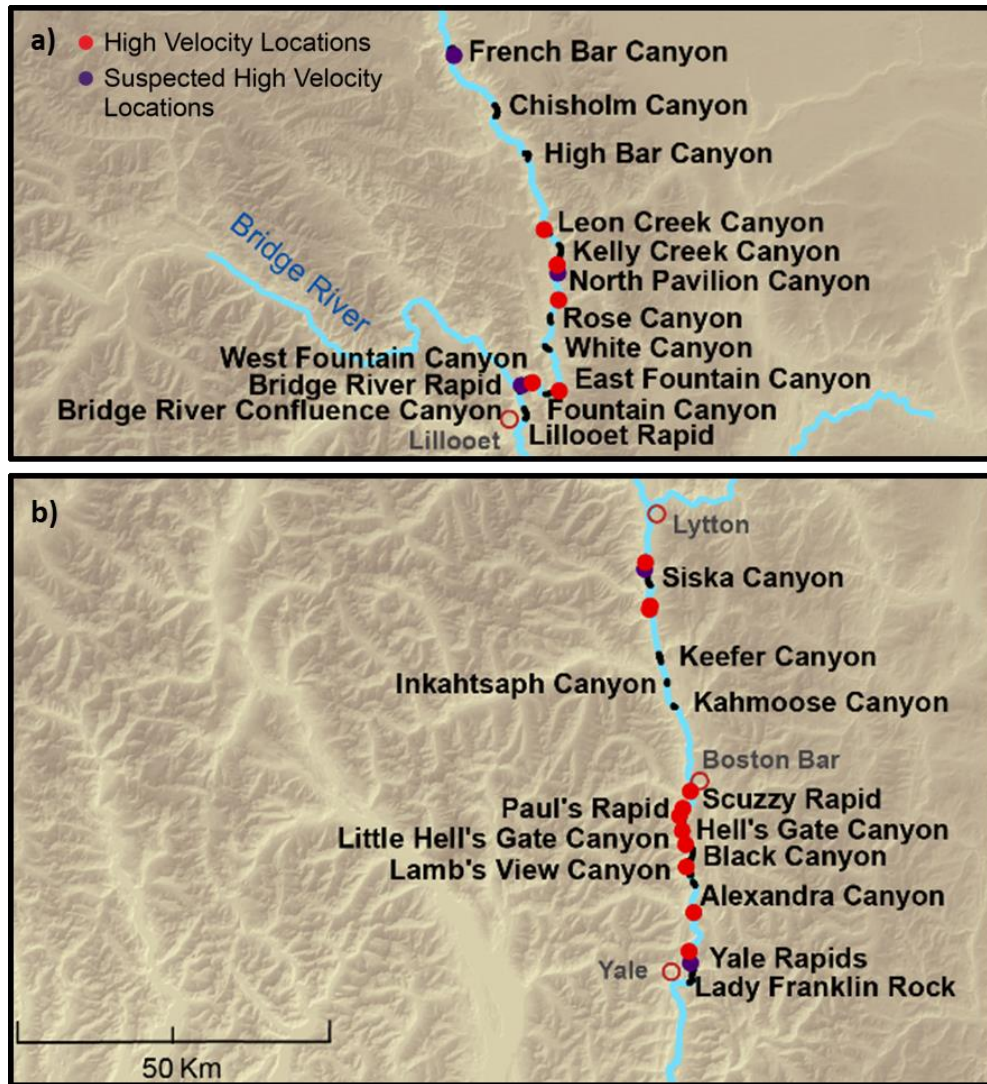 a)
High Velocity Locations
Suspected High Velocity
Locations
French Bar Canyon
Chisholm Canyon
High Bar Canyon
Leon Creek Canyon
Kelly Creek Canyon
North Pavilion Canyon
Bridge River
Rose Canyon
White Canyon
West Fountain Canyon
East Fountain Canyon
Bridge River Rapid
Bridge River Confluence Canyon
Fountain Canyon
Lillooet
Lillooet Rapid
b)
Lytton
Siska Canyon
Keefer Canyon
Inkahtsaph Canyon
Kahmoose Canyon
Boston Bar
Scuzzy Rapid
Paul's Rapid
Hell's Gate Canyon
Little Hell's Gate Canyon
Black Canyon
Lamb's View Canyon
Alexandra Canyon
Yale Rapids
Yale
Lady Franklin Rock
50 Km